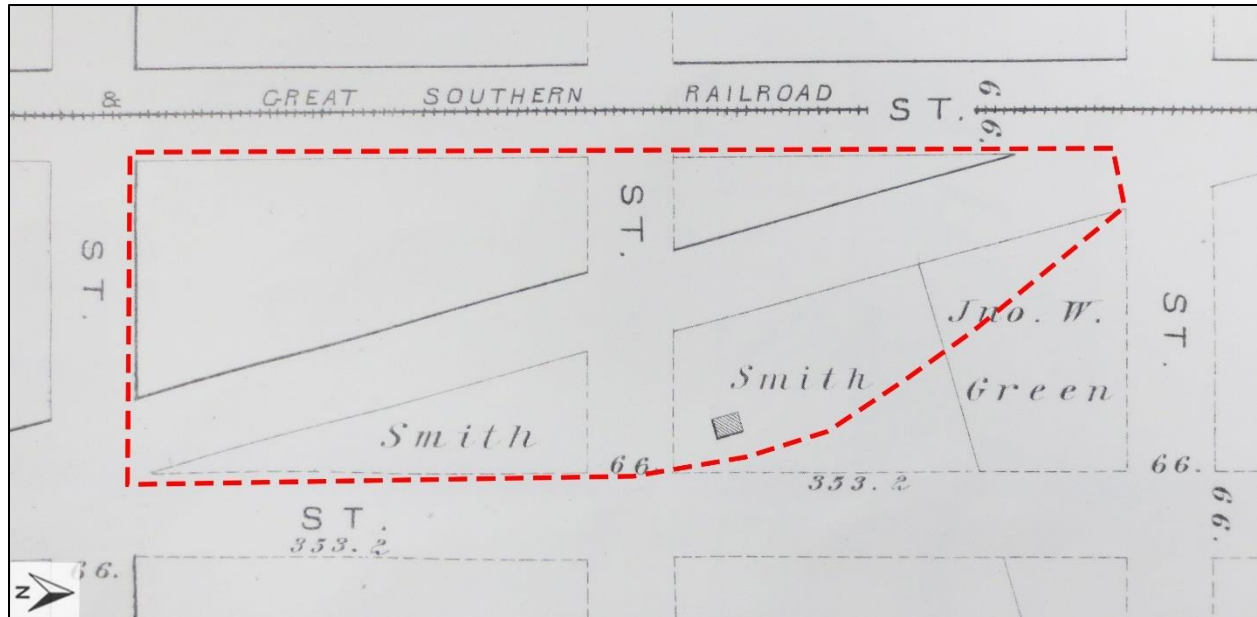 & GREAT SOUTHERN RAILROAD ST.
66.
ST.
ST.
ST.
Jno. W.
Green
Smith
Smith
66.
353.2
66.
66.
ST.
353.2
66.
N